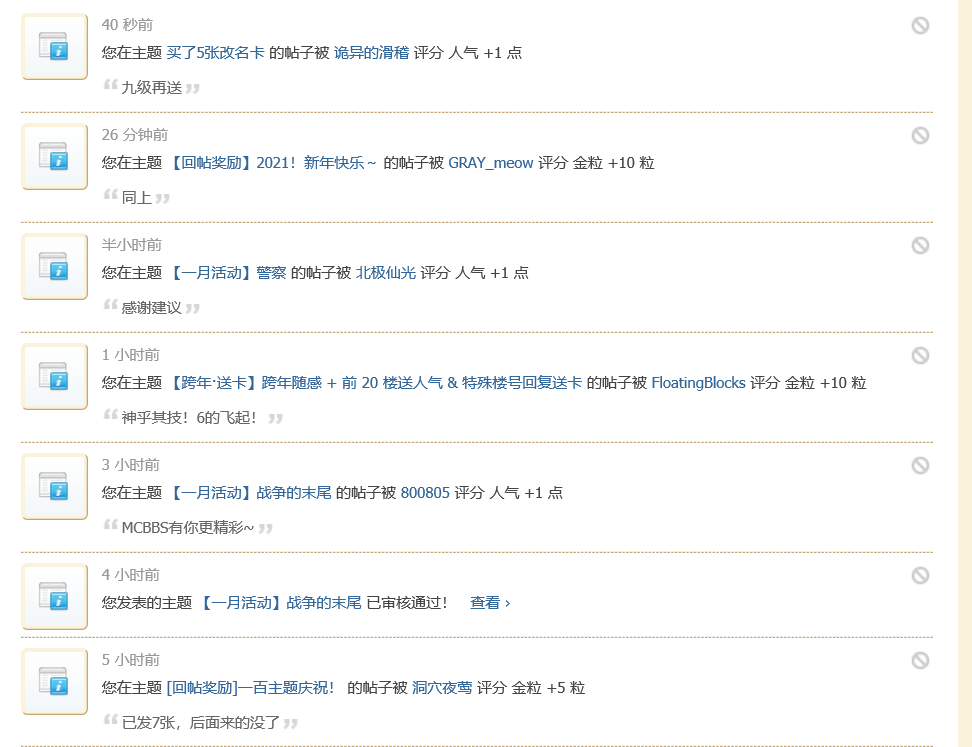 40 秒前
您在主题 买了5张改名卡 的帖子被 诡异的滑稽 评分 人气 +1 点
“ 九级再送 ”
26 分钟前
您在主题 【回帖奖励】2021！新年快乐～ 的帖子被 GRAY_meow 评分 金粒 +10 粒
“ 同上 ”
半小时前
您在主题 【一月活动】警察 的帖子被 北极仙光 评分 人气 +1 点
“ 感谢建议 ”
1 小时前
您在主题 【跨年·送卡】跨年随感 + 前 20 楼送人气 & 特殊楼号回复送卡 的帖子被 FloatingBlocks 评分 金粒 +10 粒
“ 神乎其技！6的飞起！ ”
3 小时前
您在主题 【一月活动】战争的末尾 的帖子被 800805 评分 人气 +1 点
“ MCBBS有你更精彩~ ”
4 小时前
您发表的主题 【一月活动】战争的末尾 已审核通过！ 查看 ›
5 小时前
您在主题 [回帖奖励]一百主题庆祝！ 的帖子被 洞穴夜莺 评分 金粒 +5 粒
“ 已发7张，后面来的没了 ”